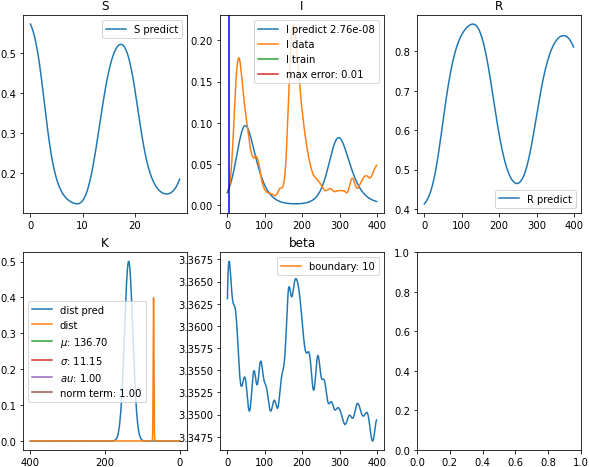 S
I
R
S predict
I predict 2.76e-08
I data
I train
max error: 0.01
R predict
0.5
0.4
0.3
0.2
0.20
0.15
0.10
0.05
0.00
0.8
0.7
0.6
0.5
0.4
0 10 20
0 100 200 300 400
0 100 200 300 400
K
beta
dist pred
dist
μ: 136.70
σ: 11.15
au: 1.00
norm term: 1.00
boundary: 10
0.5
0.4
0.3
0.2
0.1
0.0
3.3675
3.3650
3.3625
3.3600
3.3575
3.3550
3.3525
3.3500
3.3475
1.0
0.8
0.6
0.4
0.2
0.0
400 200 0
0 100 200 300 400
0.0 0.2 0.4 0.6 0.8 1.0